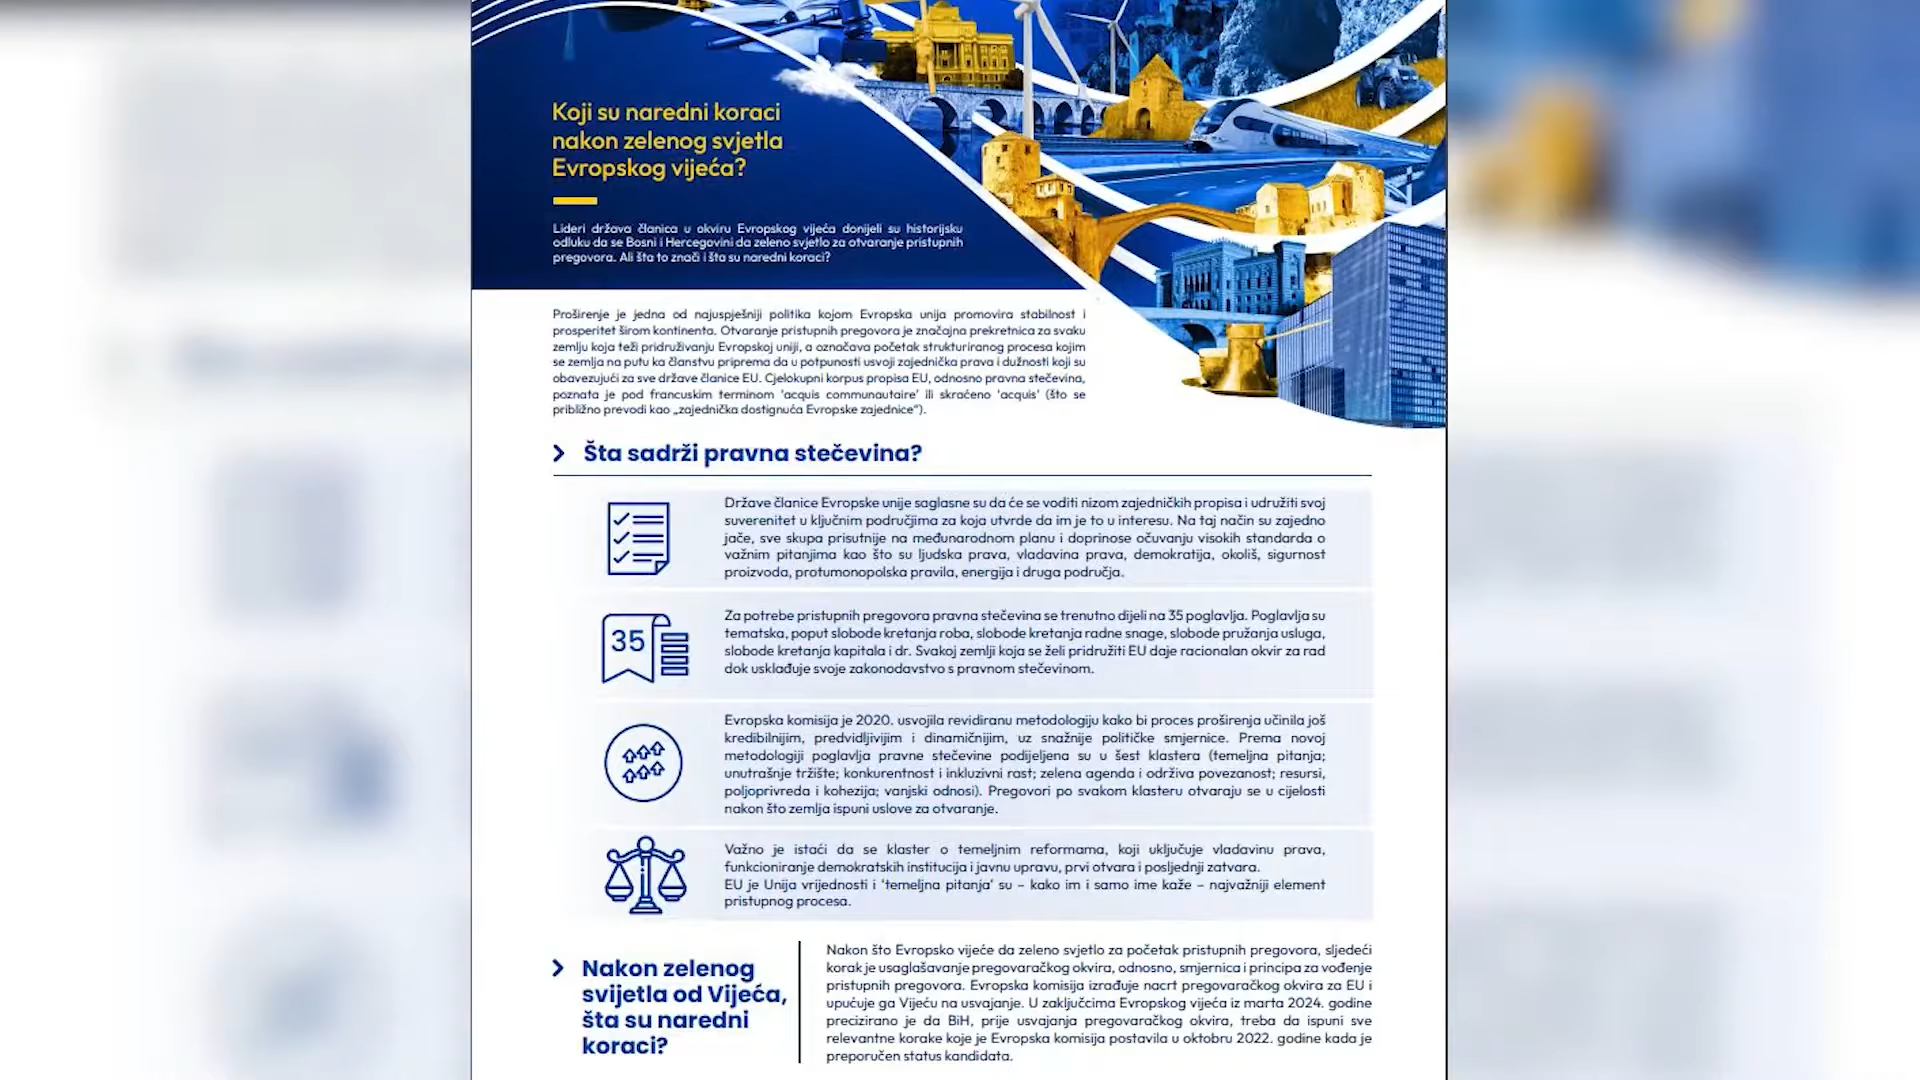 Koji su naredni koraci
nakon zelenog svjetla
Evropskog vijeća?
Lideri država članica u okviru Evropskog vijeća donijeli su historijsku
odluku da se Bosni i Hercegovini da zeleno svjetlo za otvaranje pristupnih
pregovora. Ali šta to znači i šta su naredni koraci?
Proširenje je jedna od najuspješniji politika kojom Evropska unija promovira stabilnost i
prosperitet širom kontinenta. Otvaranje pristupnih pregovora je značajna prekretnica za svaku
zemlju koja teži pridruživanju Evropskoj uniji, a označava početak strukturiranog procesa kojim
se zemlja na putu ka članstvu priprema da u potpunosti usvoji zajednička prava i dužnosti koji su
obavezujući za sve države članice EU. Cjelokupni korpus propisa EU, odnosno pravna stečevina,
poznata je pod francuskim terminom ‘acquis communautaire’ ili skraćeno ‘acquis’ (što se
približno prevodi kao „zajednička dostignuća Evropske zajednice“).
Šta sadrži pravna stečevina?
Države članice Evropske unije saglasne su da će se voditi nizom zajedničkih propisa i udružiti svoj
suverenitet u ključnim područjima za koja utvrde da im je to u interesu. Na taj način su zajedno
jače, sve skupa prisutnije na međunarodnom planu i doprinose očuvanju visokih standarda o
važnim pitanjima kao što su ljudska prava, vladavina prava, demokratija, okoliš, sigurnost
proizvoda, protumonopolska pravila, energija i druga područja.
35
Za potrebe pristupnih pregovora pravna stečevina se trenutno dijeli na 35 poglavlja. Poglavlja su
tematska, poput slobode kretanja roba, slobode kretanja radne snage, slobode pružanja usluga,
slobode kretanja kapitala i dr. Svakoj zemlji koja se želi pridružiti EU daje racionalan okvir za rad
dok usklađuje svoje zakonodavstvo s pravnom stečevinom.
Evropska komisija je 2020. usvojila revidiranu metodologiju kako bi proces proširenja učinila još
kredibilnijim, predvidljivijim i dinamičnijim, uz snažnije političke smjernice. Prema novoj
metodologiji poglavlja pravne stečevine podijeljena su u šest klastera (temeljna pitanja;
unutrašnje tržište; konkurentnost i inkluzivni rast; zelena agenda i održiva povezanost; resursi,
poljoprivreda i kohezija; vanjski odnosi). Pregovori po svakom klasteru otvaraju se u cijelosti
nakon što zemlja ispuni uslove za otvaranje.
Važno je istaći da se klaster o temeljnim reformama, koji uključuje vladavinu prava,
funkcioniranje demokratskih institucija i javnu upravu, prvi otvara i posljednji zatvara.
EU je Unija vrijednosti i ‘temeljna pitanja’ su – kako im i samo ime kaže – najvažniji element
pristupnog procesa.
Nakon zelenog
svijetla od Vijeća,
šta su naredni
koraci?
Nakon što Evropsko vijeće da zeleno svjetlo za početak pristupnih pregovora, sljedeći
korak je usaglašavanje pregovaračkog okvira, odnosno, smjernica i principa za vođenje
pristupnih pregovora. Evropska komisija izrađuje nacrt pregovaračkog okvira za EU i
upućuje ga Vijeću na usvajanje. U zaključcima Evropskog vijeća iz marta 2024. godine
precizirano je da BiH, prije usvajanja pregovaračkog okvira, treba da ispuni sve
relevantne korake koje je Evropska komisija postavila u oktobru 2022. godine kada je
preporučen status kandidata.